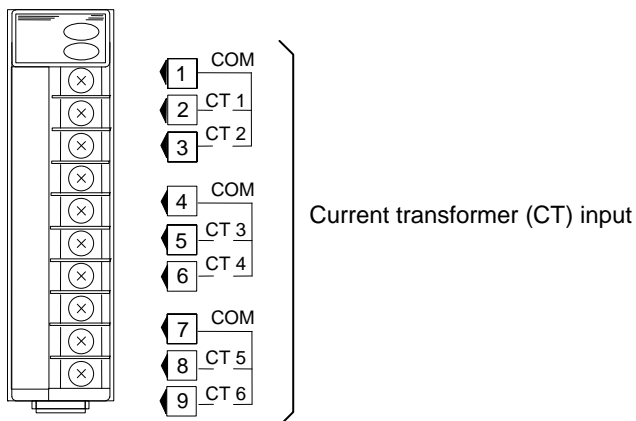 1 COM
2 CT 1
3 CT 2
4 COM
5 CT 3
6 CT 4
7 COM
8 CT 5
9 CT 6
Current transformer (CT) input